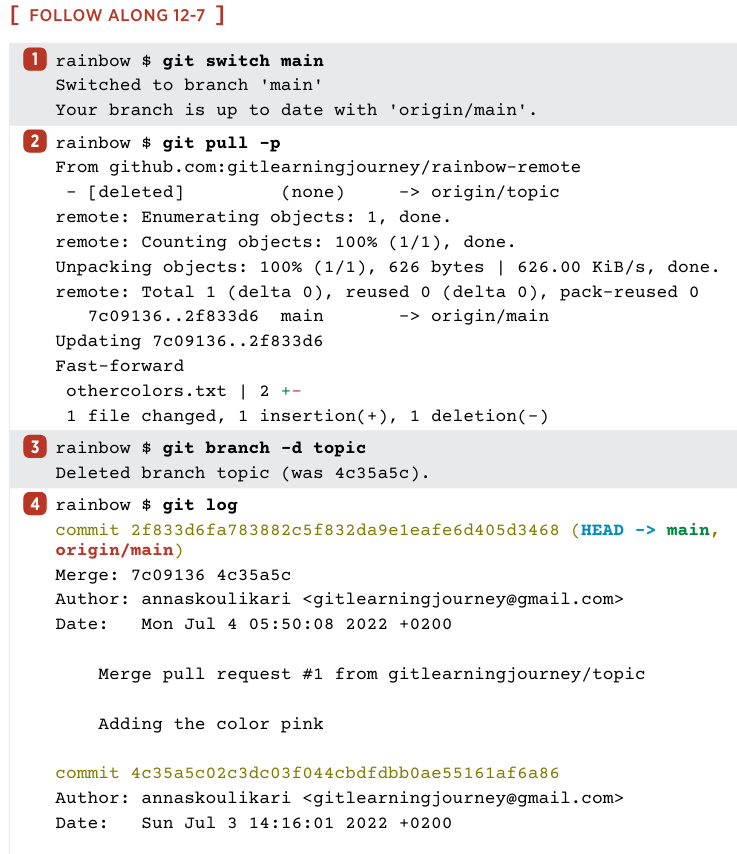 [ FOLLOW ALONG 12-7 ]
1 rainbow $ git switch main
Switched to branch 'main'
Your branch is up to date with 'origin/main'.
2 rainbow $ git pull -p
From github.com:gitlearningjourney/rainbow-remote
 - [deleted]         (none)     -> origin/topic
remote: Enumerating objects: 1, done.
remote: Counting objects: 100% (1/1), done.
Unpacking objects: 100% (1/1), 626 bytes | 626.00 KiB/s, done.
remote: Total 1 (delta 0), reused 0 (delta 0), pack-reused 0
   7c09136..2f833d6  main       -> origin/main
Updating 7c09136..2f833d6
Fast-forward
 othercolors.txt | 2 +-
 1 file changed, 1 insertion(+), 1 deletion(-)
3 rainbow $ git branch -d topic
Deleted branch topic (was 4c35a5c).
4 rainbow $ git log
commit 2f833d6fa783882c5f832da9e1eafe6d405d3468 (HEAD -> main,
origin/main)
Merge: 7c09136 4c35a5c
Author: annaskoulikari <gitlearningjourney@gmail.com>
Date:   Mon Jul 4 05:50:08 2022 +0200
    Merge pull request #1 from gitlearningjourney/topic
    Adding the color pink
commit 4c35a5c02c3dc03f044cbdfdbb0ae55161af6a86
Author: annaskoulikari <gitlearningjourney@gmail.com>
Date:   Sun Jul 3 14:16:01 2022 +0200